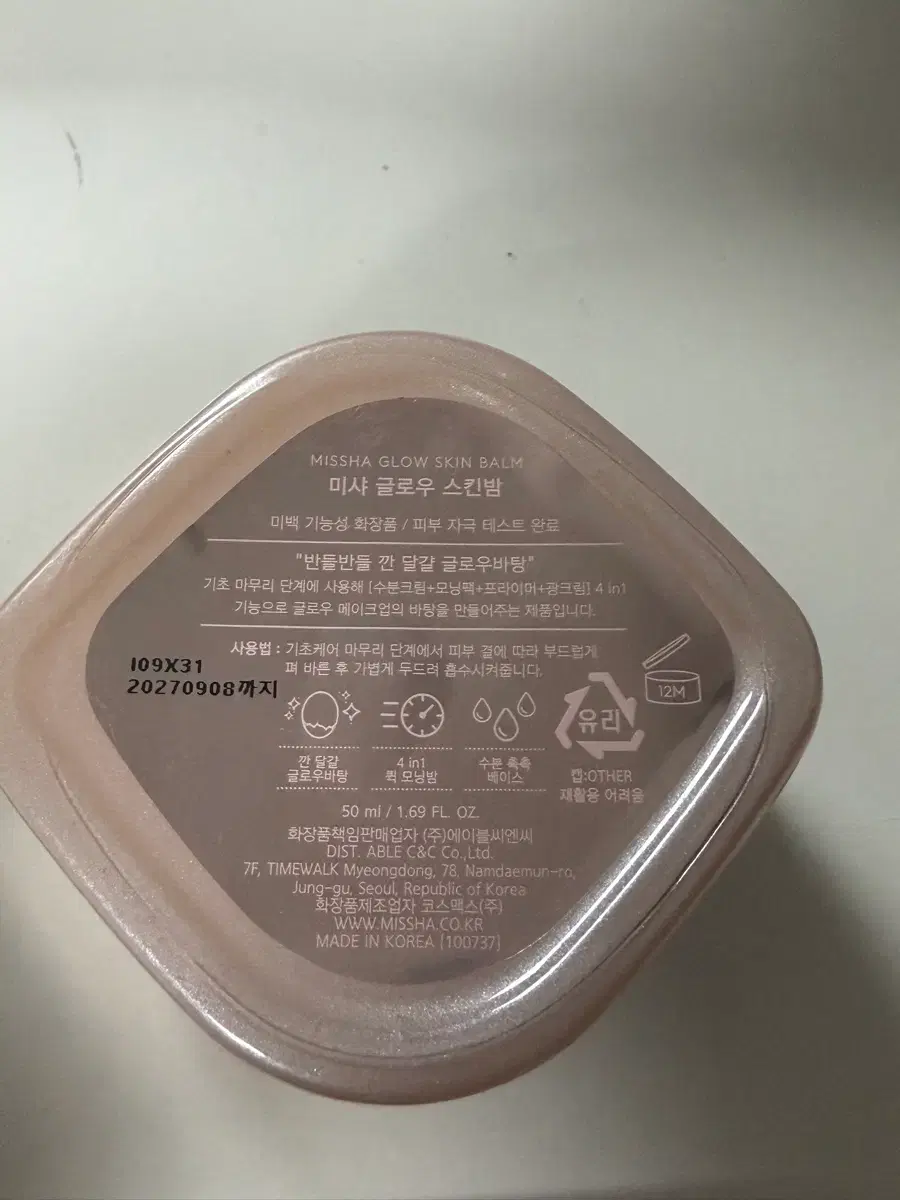 MISSHA GLOW SKIN BALM
미샤 글로우 스킨밤
미백 기능성 화장품 / 피부 자극 테스트 완료
"반들반들 깐 달걀 글로우바탕"
기초 마무리 단계에 사용해 [수분크림+모닝팩+프라이머+광크림] 4 in1
기능으로 글로우 메이크업의 바탕을 만들어주는 제품입니다.
사용법 : 기초케어 마무리 단계에서 피부 결에 따라 부드럽게
펴 바른 후 가볍게 두드려 흡수시켜준다.
I09X31
20270908까지
12M
유리
깐 달걀
글로우바탕
4 in1
퀵 모닝밤
수분 촉촉
베이스
캡:OTHER
재활용 어려움
50 ml / 1.69 FL. OZ.
화장품책임판매업자 (주)에이블씨엔씨
DIST. ABLE C&C Co.,Ltd.
7F, TIMEWALK Myeongdong, 78, Namdaemun-ro,
Jung-gu, Seoul, Republic of Korea
화장품제조업자 코스맥스(주)
WWW.MISSHA.CO.KR
MADE IN KOREA [100737]